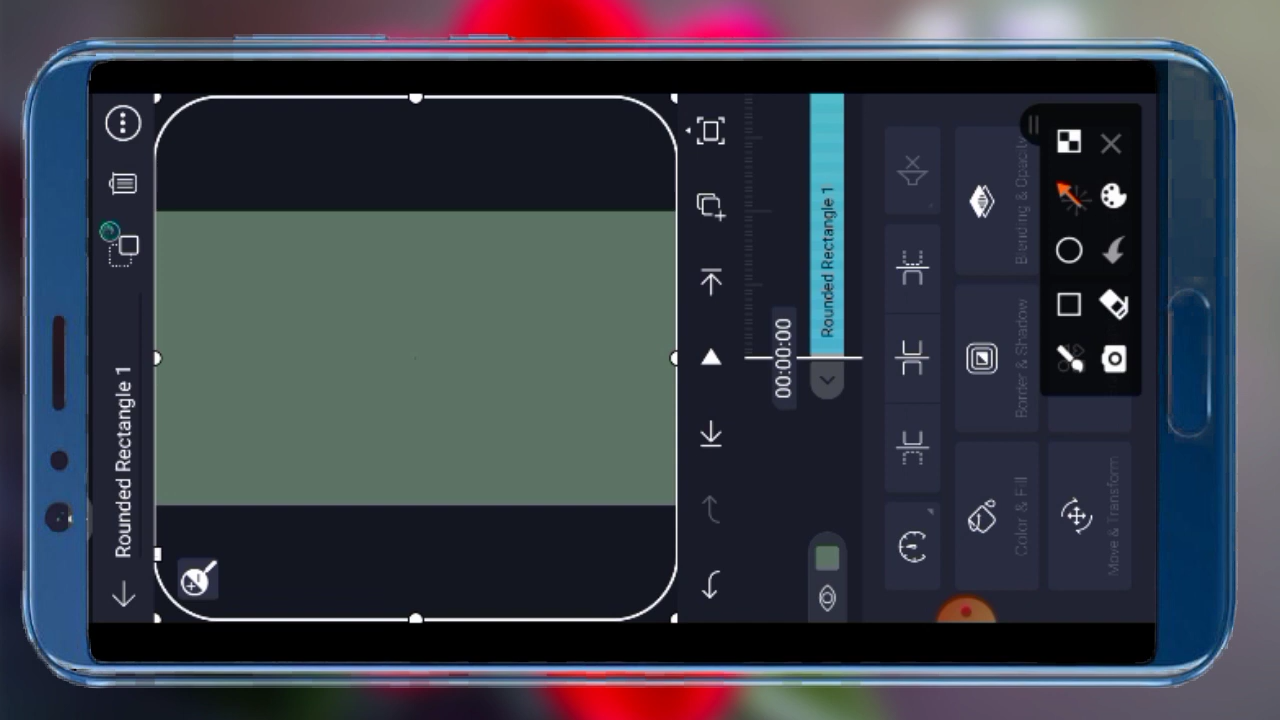 Rounded Rectangle 1
00:00:00
Rounded Rectangle 1
Color & Fill
Border & Shadow
Blending & Opacity
Move & Transform